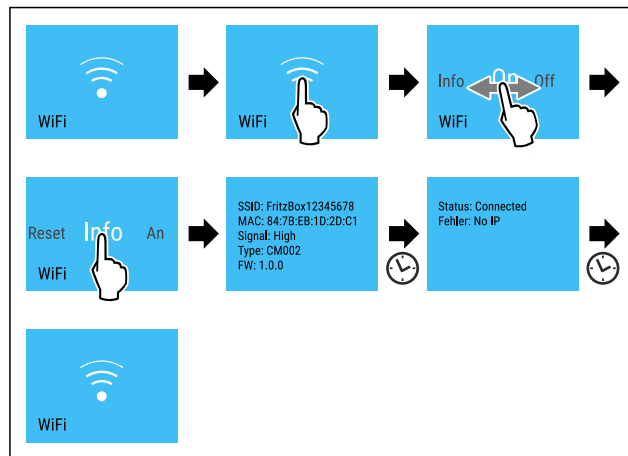 WiFi
WiFi
Info On Off
WiFi
Reset Info An
WiFi
SSID: FritzBox12345678
MAC: 84:7B:EB:1D:2D:C1
Signal: High
Type: CM002
FW: 1.0.0
Status: Connected
Fehler: No IP
WiFi